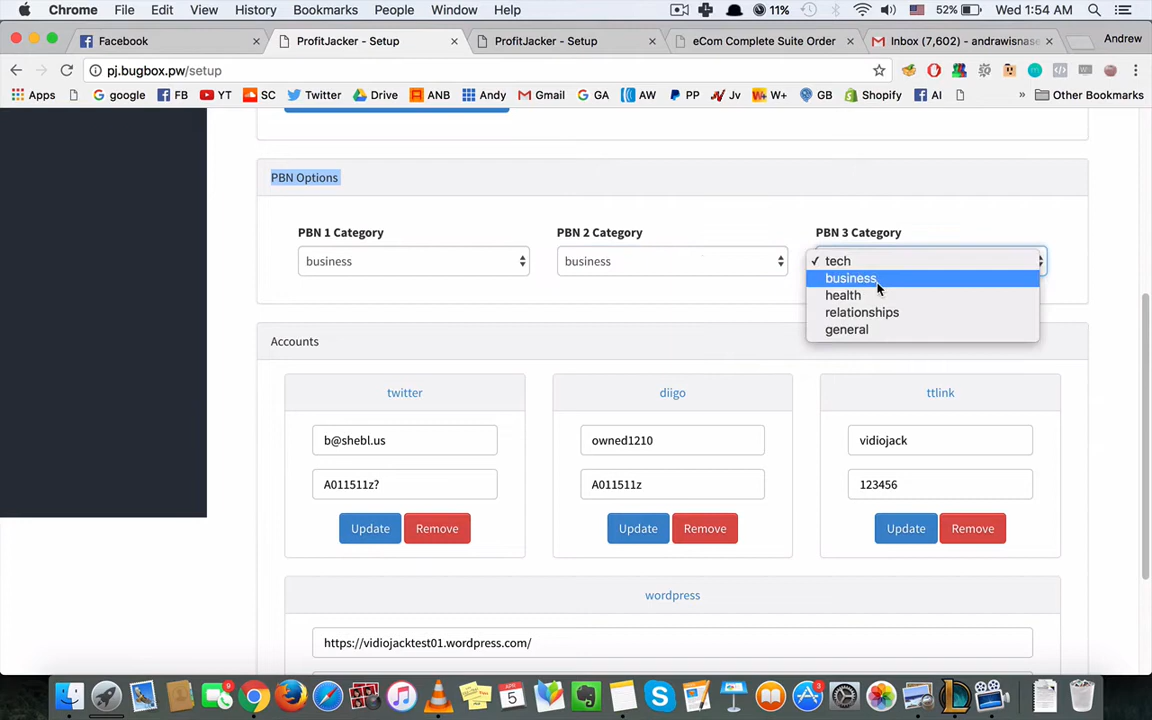 Chrome File Edit View History Bookmarks People Window Help 11% 52% Wed 1:54 AM
Facebook ProfitJacker - Setup ProfitJacker - Setup eCom Complete Suite Order Inbox (7,602) - andrawisnase Andrew
pj.bugbox.pw/setup
Apps google FB YT SC Twitter Drive ANB Andy Gmail GA AW PP Jv W+ GB Shopify AI » Other Bookmarks
PBN Options
PBN 1 Category PBN 2 Category PBN 3 Category
business business tech
business
health
relationships
general
Accounts
twitter diigo ttlink
b@shebl.us owned1210 vidiojack
A011511z? A011511z 123456
Update Remove Update Remove Update Remove
wordpress
https://vidiojacktest01.wordpress.com/